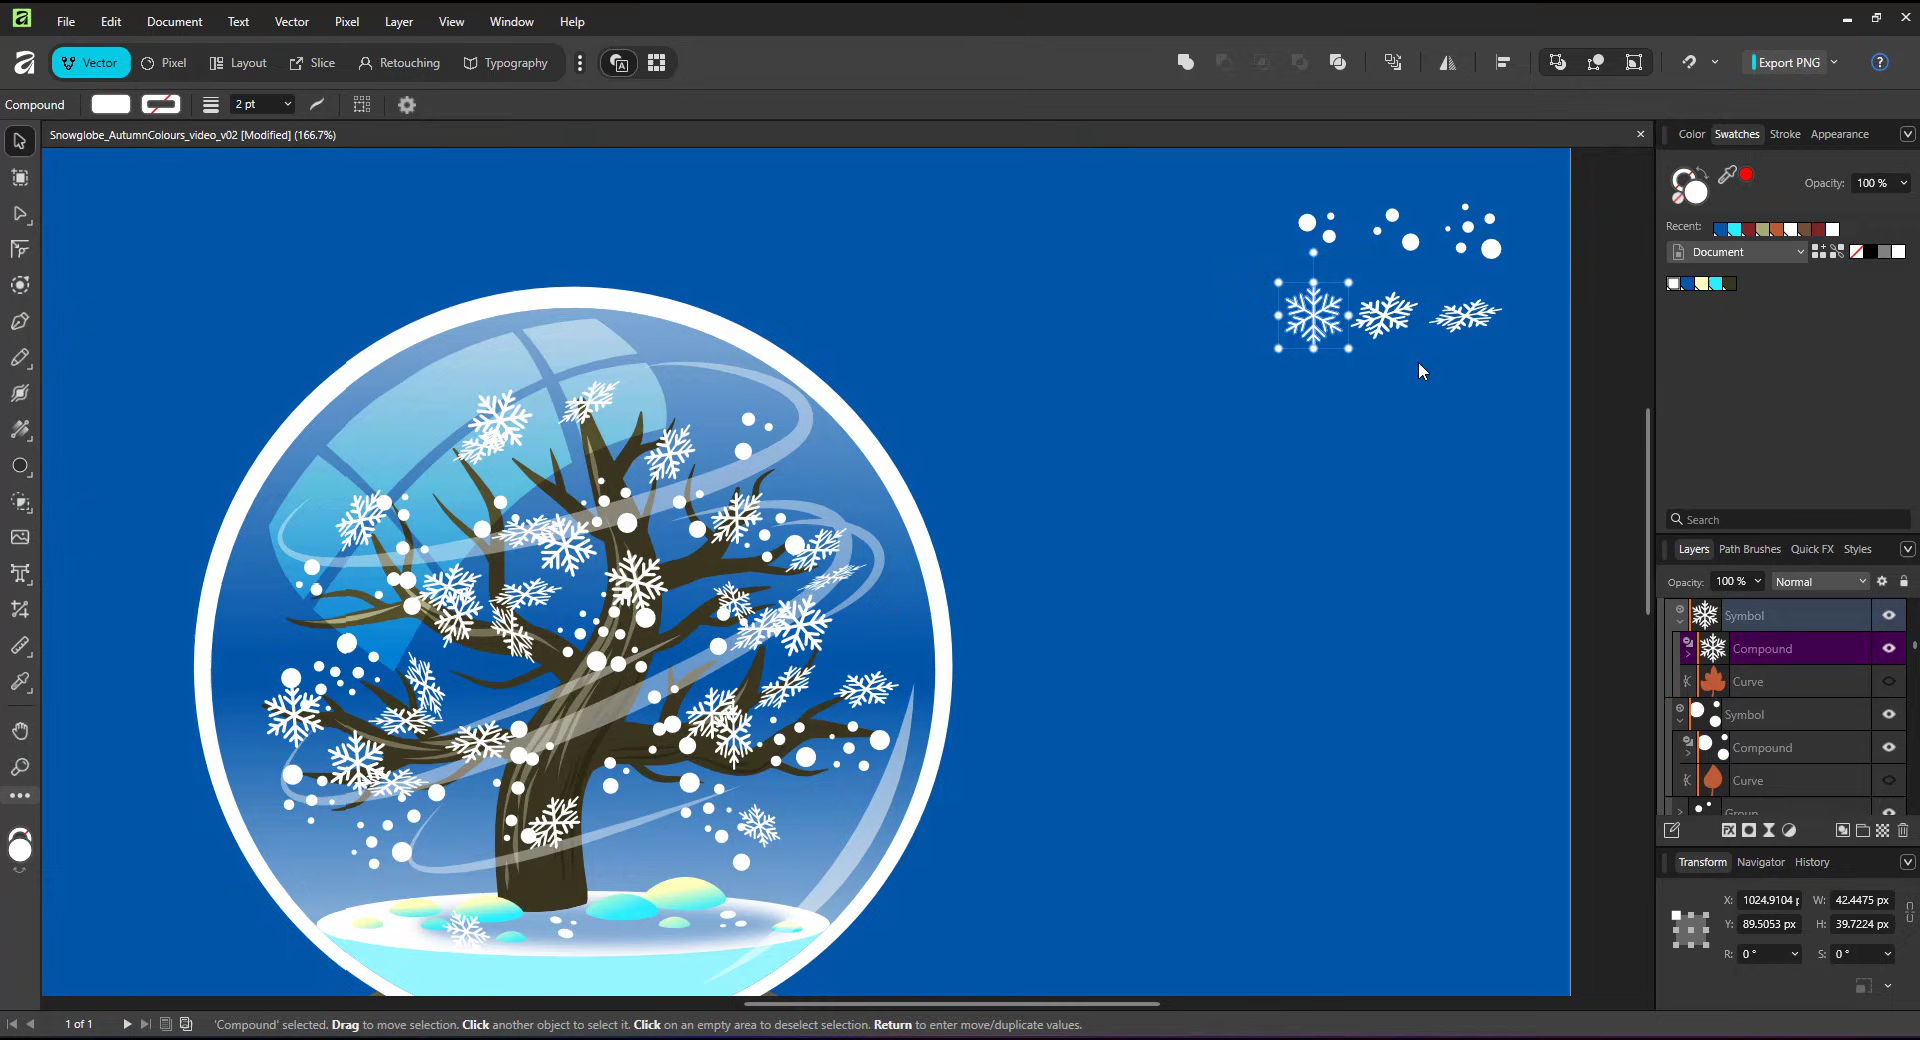 File Edit Document Text Vector Pixel Layer View Window Help
Vector Pixel Layout Slice Retouching Typography Export PNG
Compound 2 pt
Snowglobe_AutumnColours_video_v02 [Modified] (166.7%)
Color Swatches Stroke Appearance
Opacity: 100 %
Recent:
Document
Search
Layers Path Brushes Quick FX Styles
Opacity: 100 % Normal
Symbol
Compound
Curve
Symbol
Compound
Curve
Group
Transform Navigator History
X: 1024.9104 p W: 42.4475 px
Y: 89.5053 px H: 39.7224 px
R: 0 ° S: 0 °
1 of 1 'Compound' selected. Drag to move selection. Click another object to select it. Click on an empty area to deselect selection. Return to enter move/duplicate values.